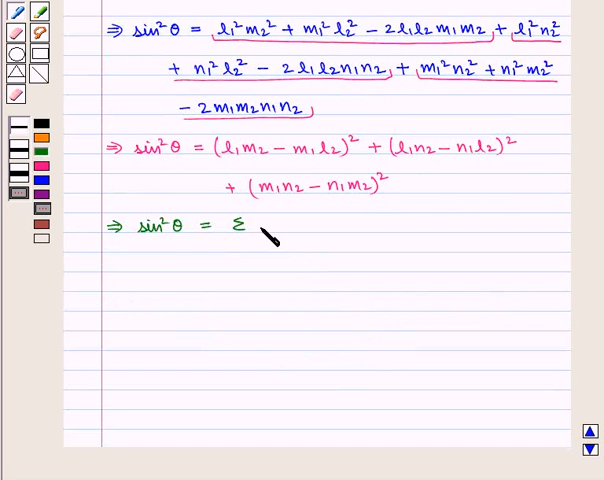 ⇒ sin²θ = l₁²m₂² + m₁²l₂² − 2l₁l₂m₁m₂ + l₁²n₂²
+ n₁²l₂² − 2l₁l₂n₁n₂ + m₁²n₂² + n₁²m₂²
− 2m₁m₂n₁n₂
⇒ sin²θ = (l₁m₂ − m₁l₂)² + (l₁n₂ − n₁l₂)²
+ (m₁n₂ − n₁m₂)²
⇒ sin²θ = Σ